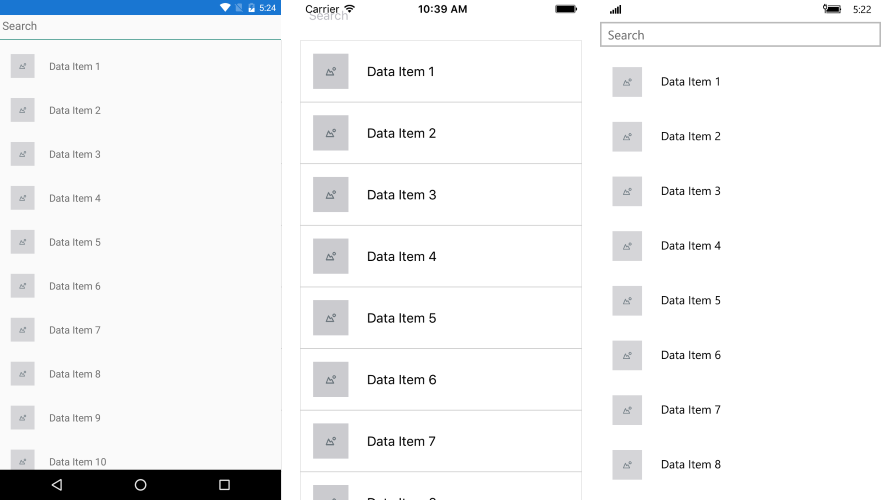 5:24
Search
Data Item 1
Data Item 2
Data Item 3
Data Item 4
Data Item 5
Data Item 6
Data Item 7
Data Item 8
Data Item 9
Data Item 10
Carrier 10:39 AM
Search
Data Item 1
Data Item 2
Data Item 3
Data Item 4
Data Item 5
Data Item 6
Data Item 7
5:22
Search
Data Item 1
Data Item 2
Data Item 3
Data Item 4
Data Item 5
Data Item 6
Data Item 7
Data Item 8